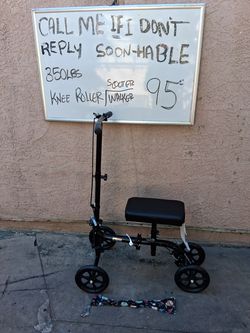 CALL ME IF I DON'T
REPLY SOON-HABLE
350LBS
KNEE ROLLER/ SCOOTER
WALKER
95